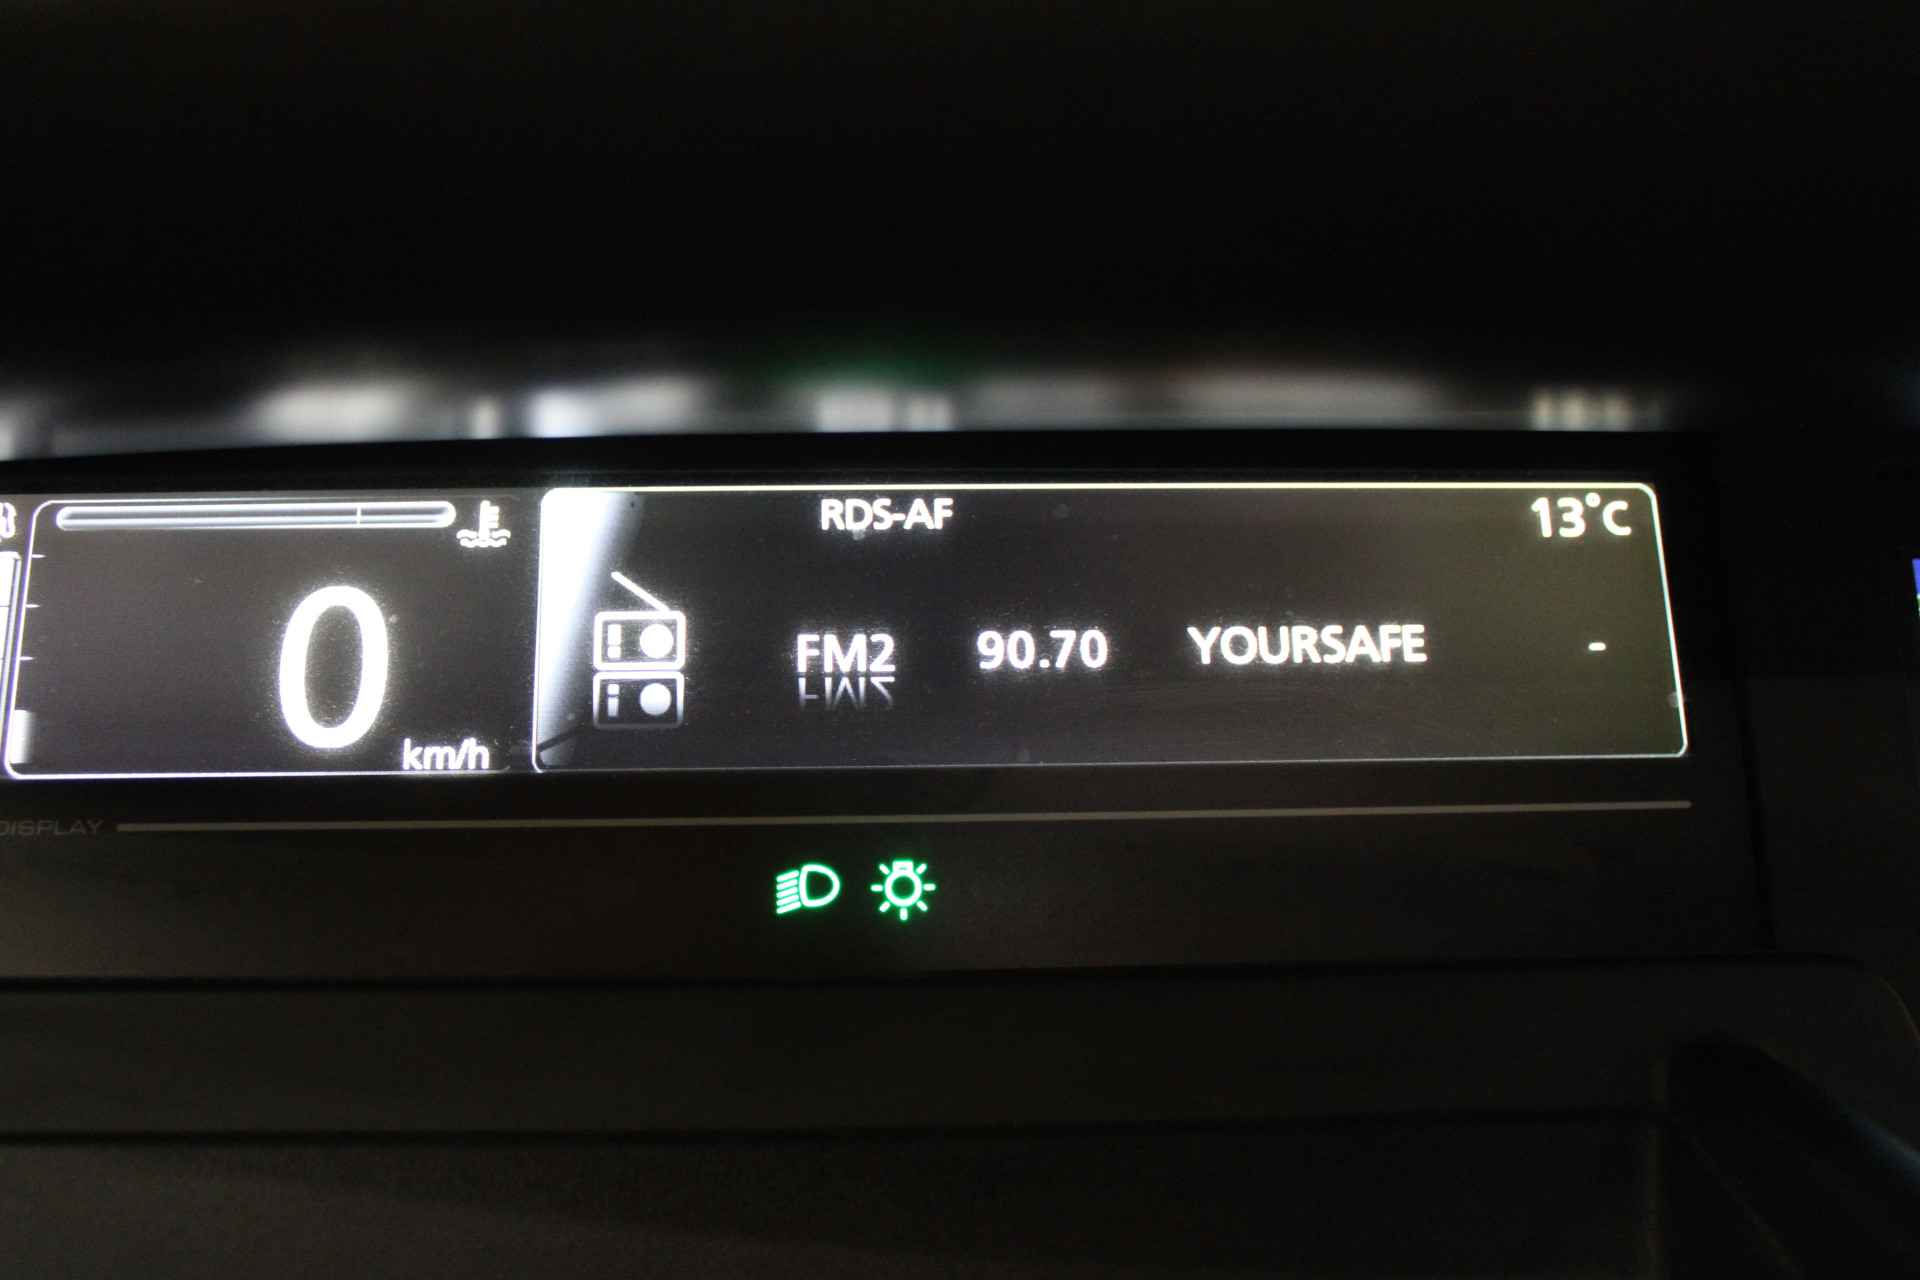 RDS-AF 13°C
0 km/h
FM2 90.70 YOURSAFE -
DISPLAY